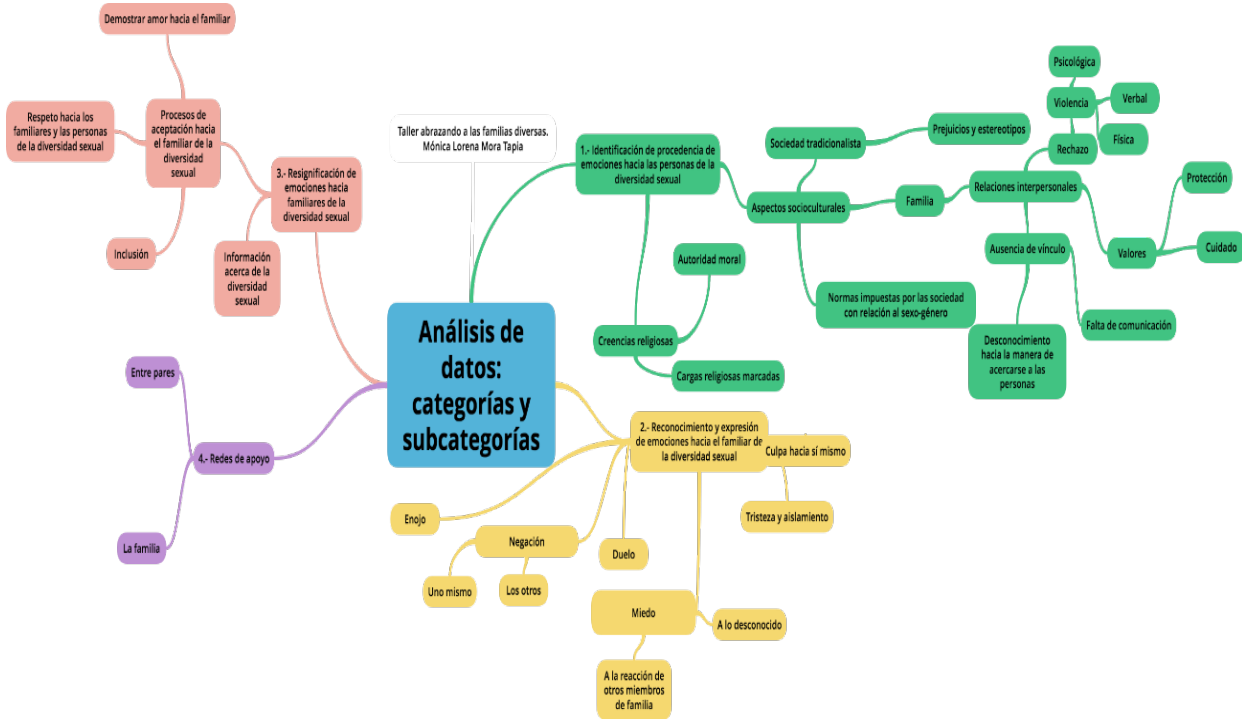 Demostrar amor hacia el familiar
Respeto hacia los
familiares y las personas
de la diversidad sexual
Procesos de
aceptación hacia
el familiar de la
diversidad
sexual
Inclusión
3.- Resignificación de
emociones hacia
familiares de la
diversidad sexual
Información
acerca de la
diversidad
sexual
Taller abrazando a las familias diversas.
Mónica Lorena Mora Tapia
1.- Identificación de procedencia de
emociones hacia las personas de la
diversidad sexual
Sociedad tradicionalista
Prejuicios y estereotipos
Aspectos socioculturales
Familia
Normas impuestas por las sociedad
con relación al sexo-género
Autoridad moral
Creencias religiosas
Cargas religiosas marcadas
Psicológica
Violencia
Verbal
Física
Rechazo
Relaciones interpersonales
Protección
Valores
Cuidado
Ausencia de vínculo
Falta de comunicación
Desconocimiento
hacia la manera de
acercarse a las
personas
Análisis de
datos:
categorías y
subcategorías
Entre pares
4.- Redes de apoyo
La familia
2.- Reconocimiento y expresión
de emociones hacia el familiar de
la diversidad sexual
Culpa hacia sí mismo
Tristeza y aislamiento
Enojo
Negación
Uno mismo
Los otros
Duelo
Miedo
A lo desconocido
A la reacción de
otros miembros
de familia